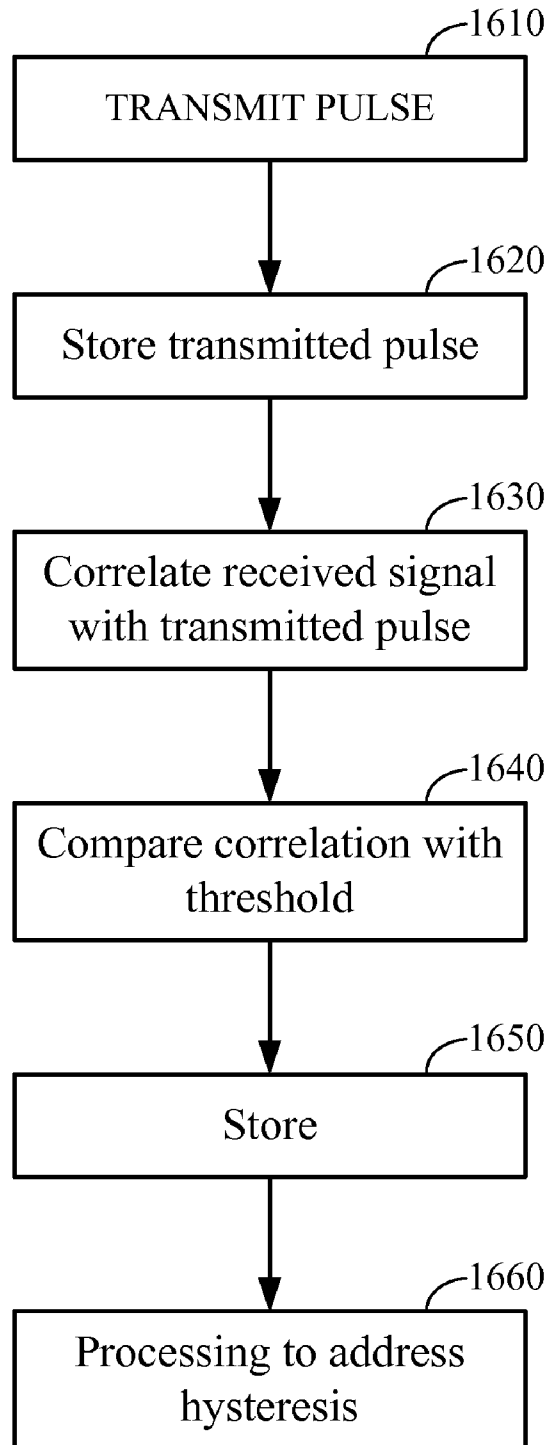 1610
TRANSMIT PULSE
1620
Store transmitted pulse
1630
Correlate received signal
with transmitted pulse
1640
Compare correlation with
threshold
1650
Store
1660
Processing to address
hysteresis